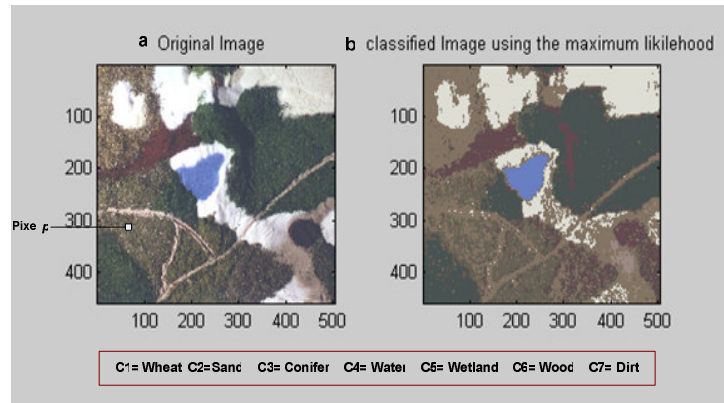 a Original Image
b classified Image using the maximum likilehood
100
200
300
400
100 200 300 400 500
100
200
300
400
100 200 300 400 500
Pixe p
C1= Wheat C2=Sand C3= Conifer C4= Water C5= Wetland C6= Wood C7= Dirt